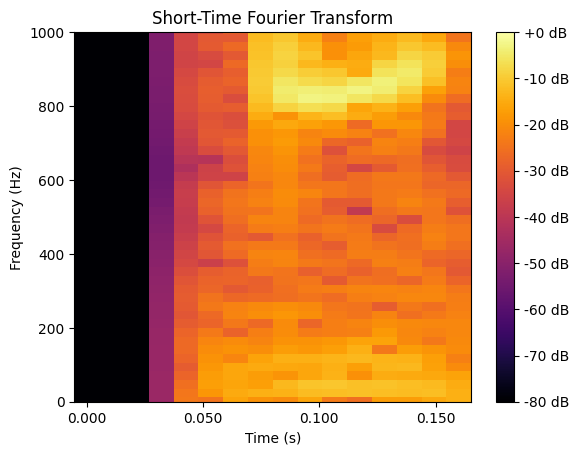 Short-Time Fourier Transform
1000
800
600
400
200
0
Frequency (Hz)
0.000
0.050
0.100
0.150
Time (s)
+0 dB
-10 dB
-20 dB
-30 dB
-40 dB
-50 dB
-60 dB
-70 dB
-80 dB